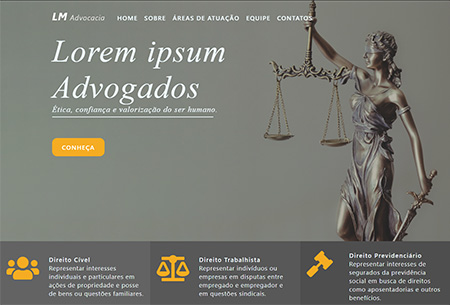 LM Advocacia HOME SOBRE ÁREAS DE ATUAÇÃO EQUIPE CONTATOS
Lorem ipsum
Advogados
Ética, confiança e valorização do ser humano.
CONHEÇA
Direito Civel
Representar interesses
individuais e particulares em
ações de propriedade e posse
de bens ou questões familiares.
Direito Trabalhista
Representar indivíduos ou
empresas em disputas entre
empregado e empregador e
em questões sindicais.
Direito Previdenciário
Representar interesses de
segurados da previdência
social em busca de direitos
como aposentadorias e outros
benefícios.